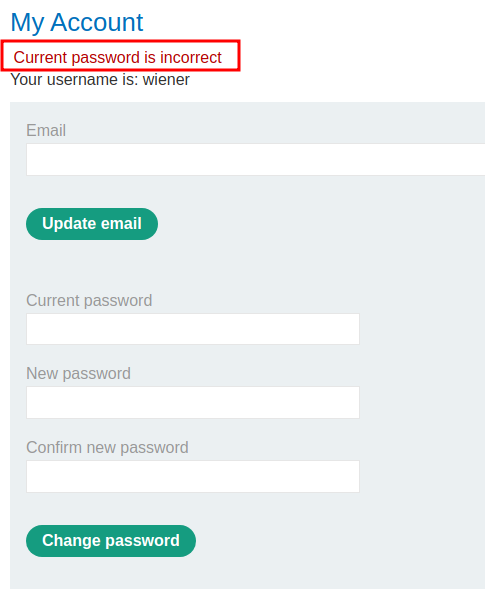 My Account
Current password is incorrect
Your username is: wiener
Email
Update email
Current password
New password
Confirm new password
Change password